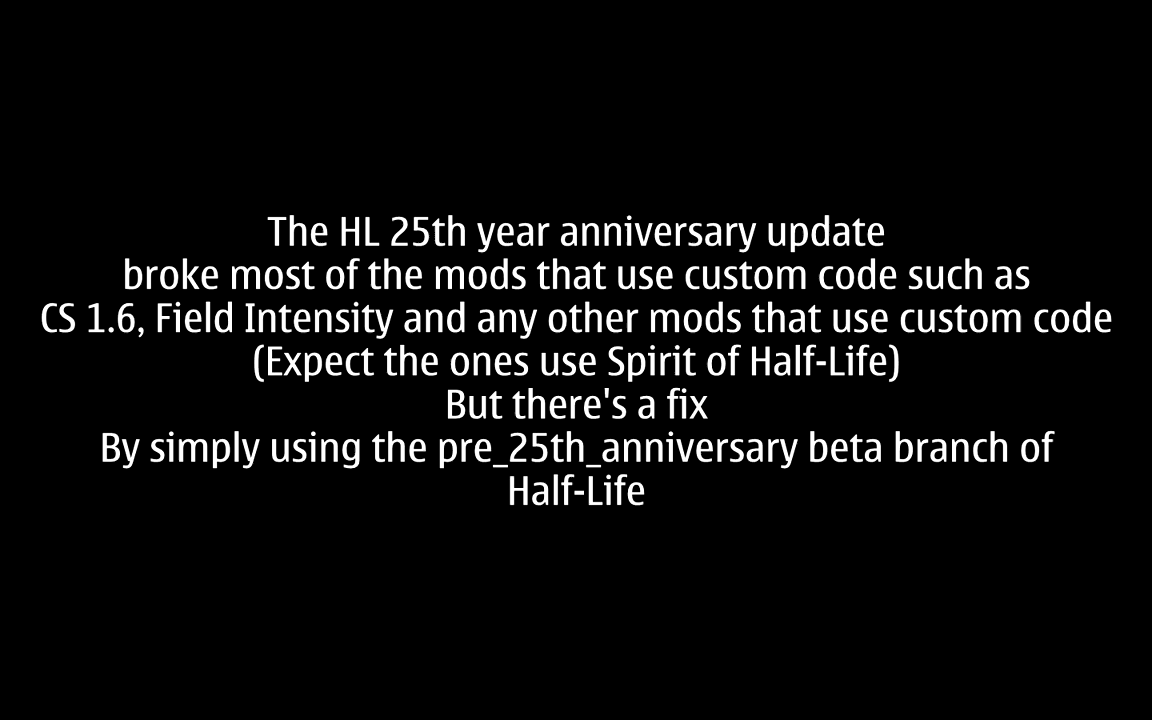 The HL 25th year anniversary update
broke most of the mods that use custom code such as
CS 1.6, Field Intensity and any other mods that use custom code
(Expect the ones use Spirit of Half-Life)
But there's a fix
By simply using the pre_25th_anniversary beta branch of
Half-Life